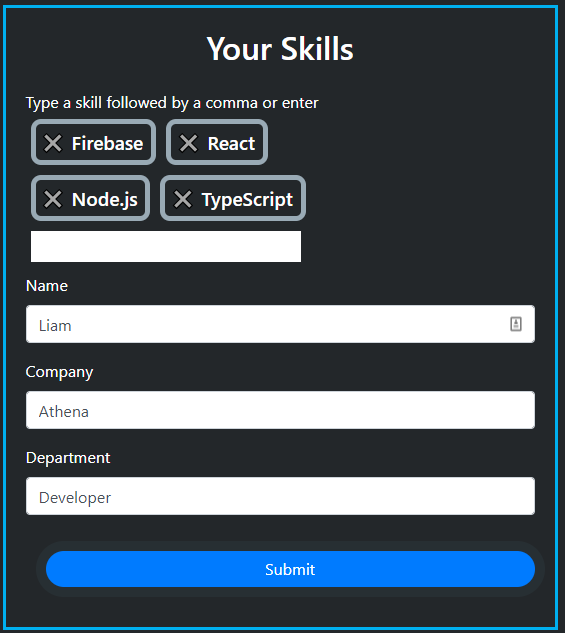 Your Skills
Type a skill followed by a comma or enter
Firebase React
Node.js TypeScript
Name
Liam
Company
Athena
Department
Developer
Submit